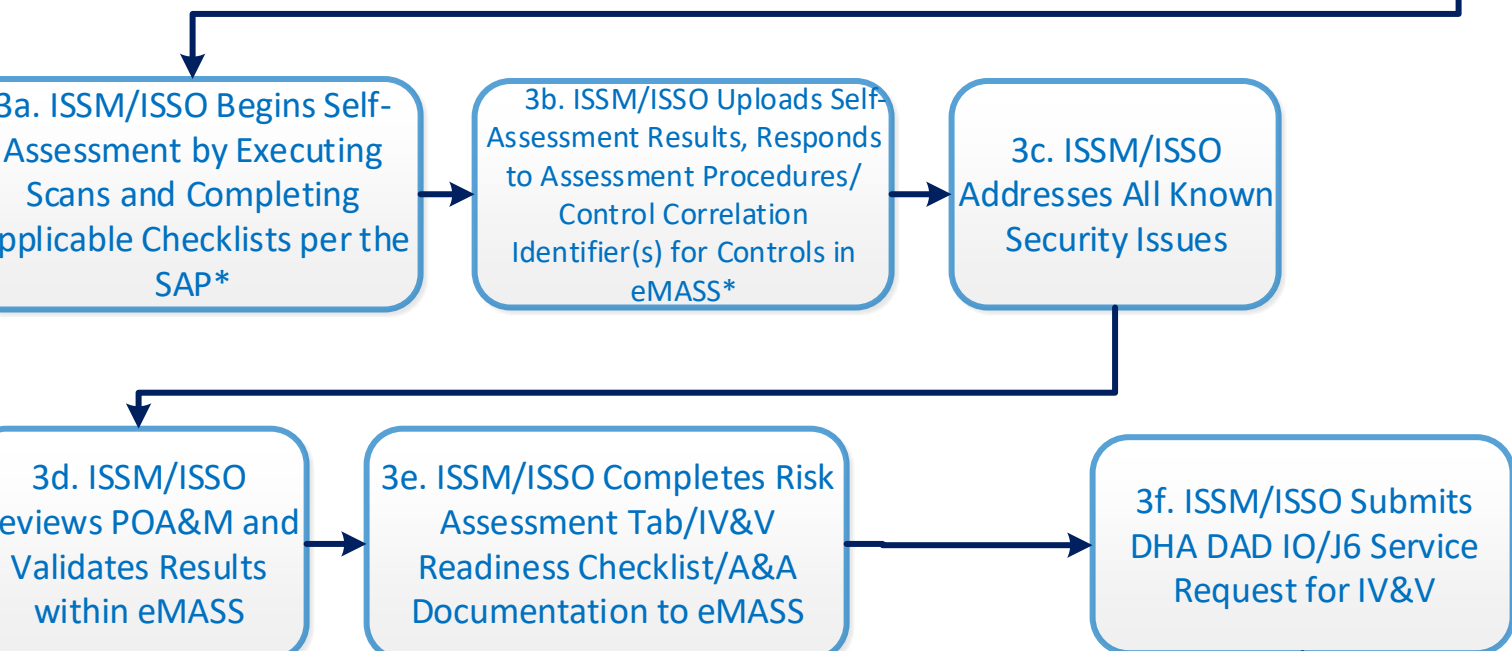 3a. ISSM/ISSO Begins Self-
Assessment by Executing
Scans and Completing
pplicable Checklists per the
SAP*
3b. ISSM/ISSO Uploads Self-
Assessment Results, Responds
to Assessment Procedures/
Control Correlation
Identifier(s) for Controls in
eMASS*
3c. ISSM/ISSO
Addresses All Known
Security Issues
3d. ISSM/ISSO
eviews POA&M and
Validates Results
within eMASS
3e. ISSM/ISSO Completes Risk
Assessment Tab/IV&V
Readiness Checklist/A&A
Documentation to eMASS
3f. ISSM/ISSO Submits
DHA DAD IO/J6 Service
Request for IV&V